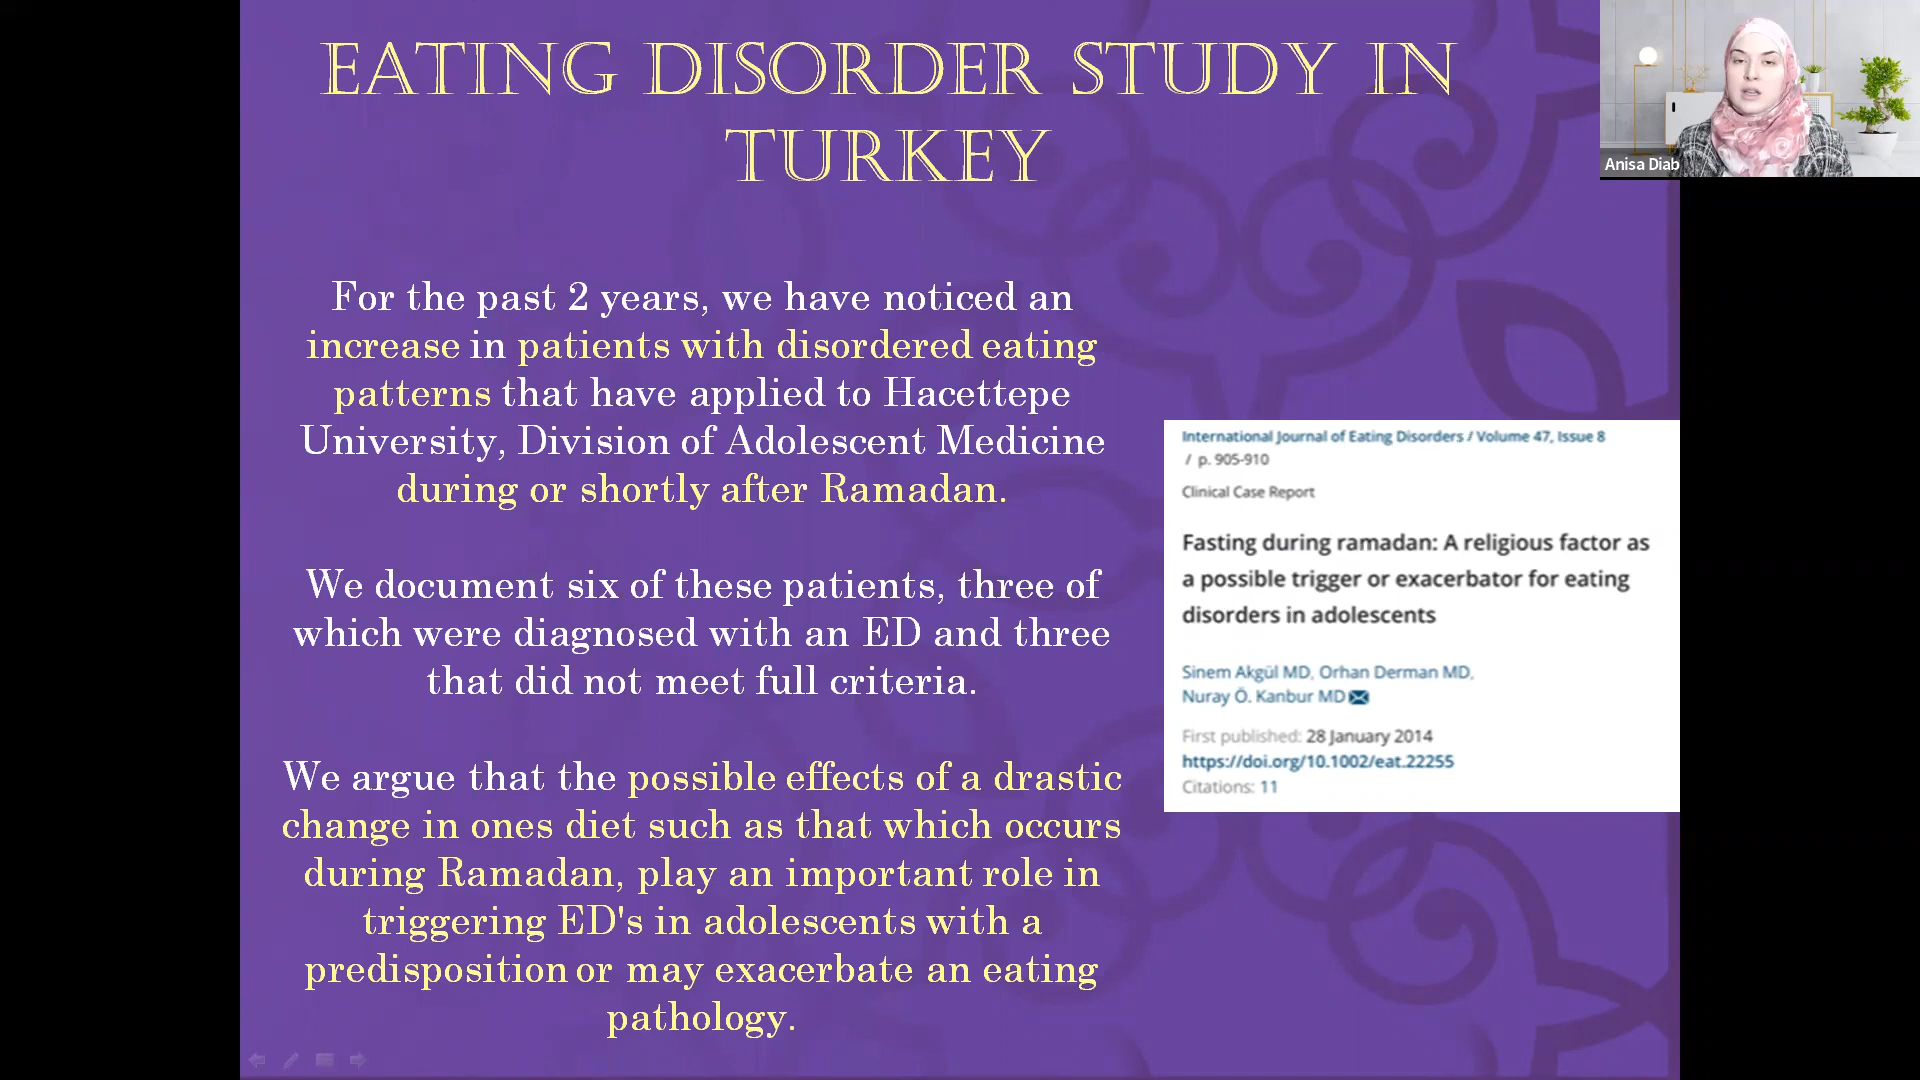 EATING DISORDER STUDY IN
TURKEY
For the past 2 years, we have noticed an
increase in patients with disordered eating
patterns that have applied to Hacettepe
University, Division of Adolescent Medicine
during or shortly after Ramadan.
We document six of these patients, three of
which were diagnosed with an ED and three
that did not meet full criteria.
We argue that the possible effects of a drastic
change in ones diet such as that which occurs
during Ramadan, play an important role in
triggering ED's in adolescents with a
predisposition or may exacerbate an eating
pathology.
International Journal of Eating Disorders / Volume 47, Issue 8
/ p. 905-910
Clinical Case Report
Fasting during ramadan: A religious factor as
a possible trigger or exacerbator for eating
disorders in adolescents
Sinem Akgül MD, Orhan Derman MD,
Nuray Ö. Kanbur MD
First published: 28 January 2014
https://doi.org/10.1002/eat.22255
Citations: 11
Anisa Diab